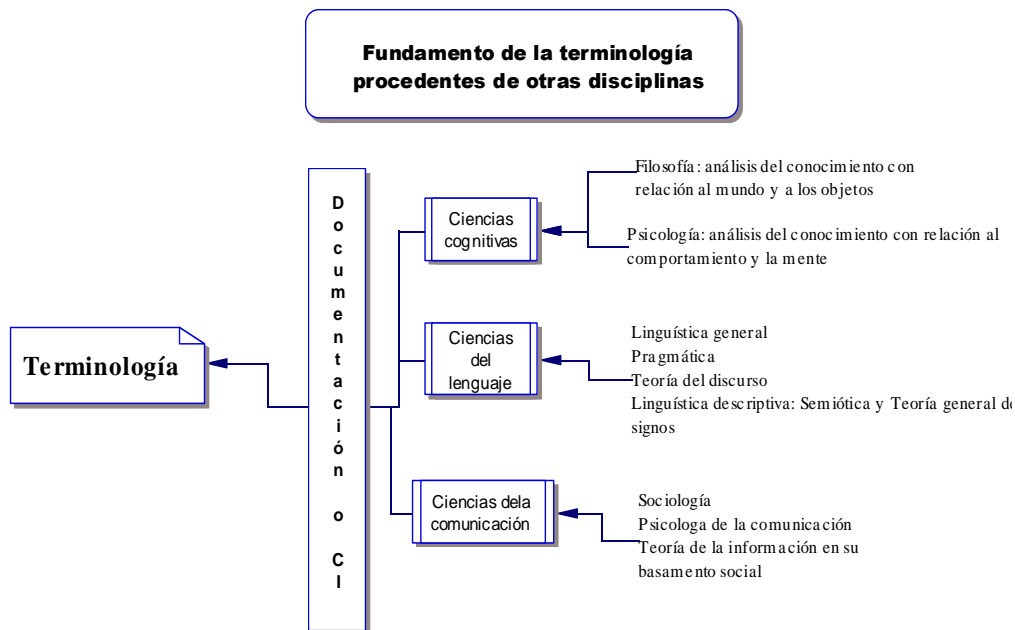 Fundamento de la terminología
procedentes de otras disciplinas
Filosofía: análisis del conocimiento con
relación al mundo y a los objetos
Ciencias
cognitivas
Psicología: análisis del conocimiento con relación al
comportamiento y la mente
Documentación o CI
Terminología
Ciencias
del
lenguaje
Linguística general
Pragmática
Teoría del discurso
Linguística descriptiva: Semiótica y Teoría general de
signos
Ciencias dela
comunicación
Sociología
Psicologa de la comunicación
Teoría de la información en su
basamento social